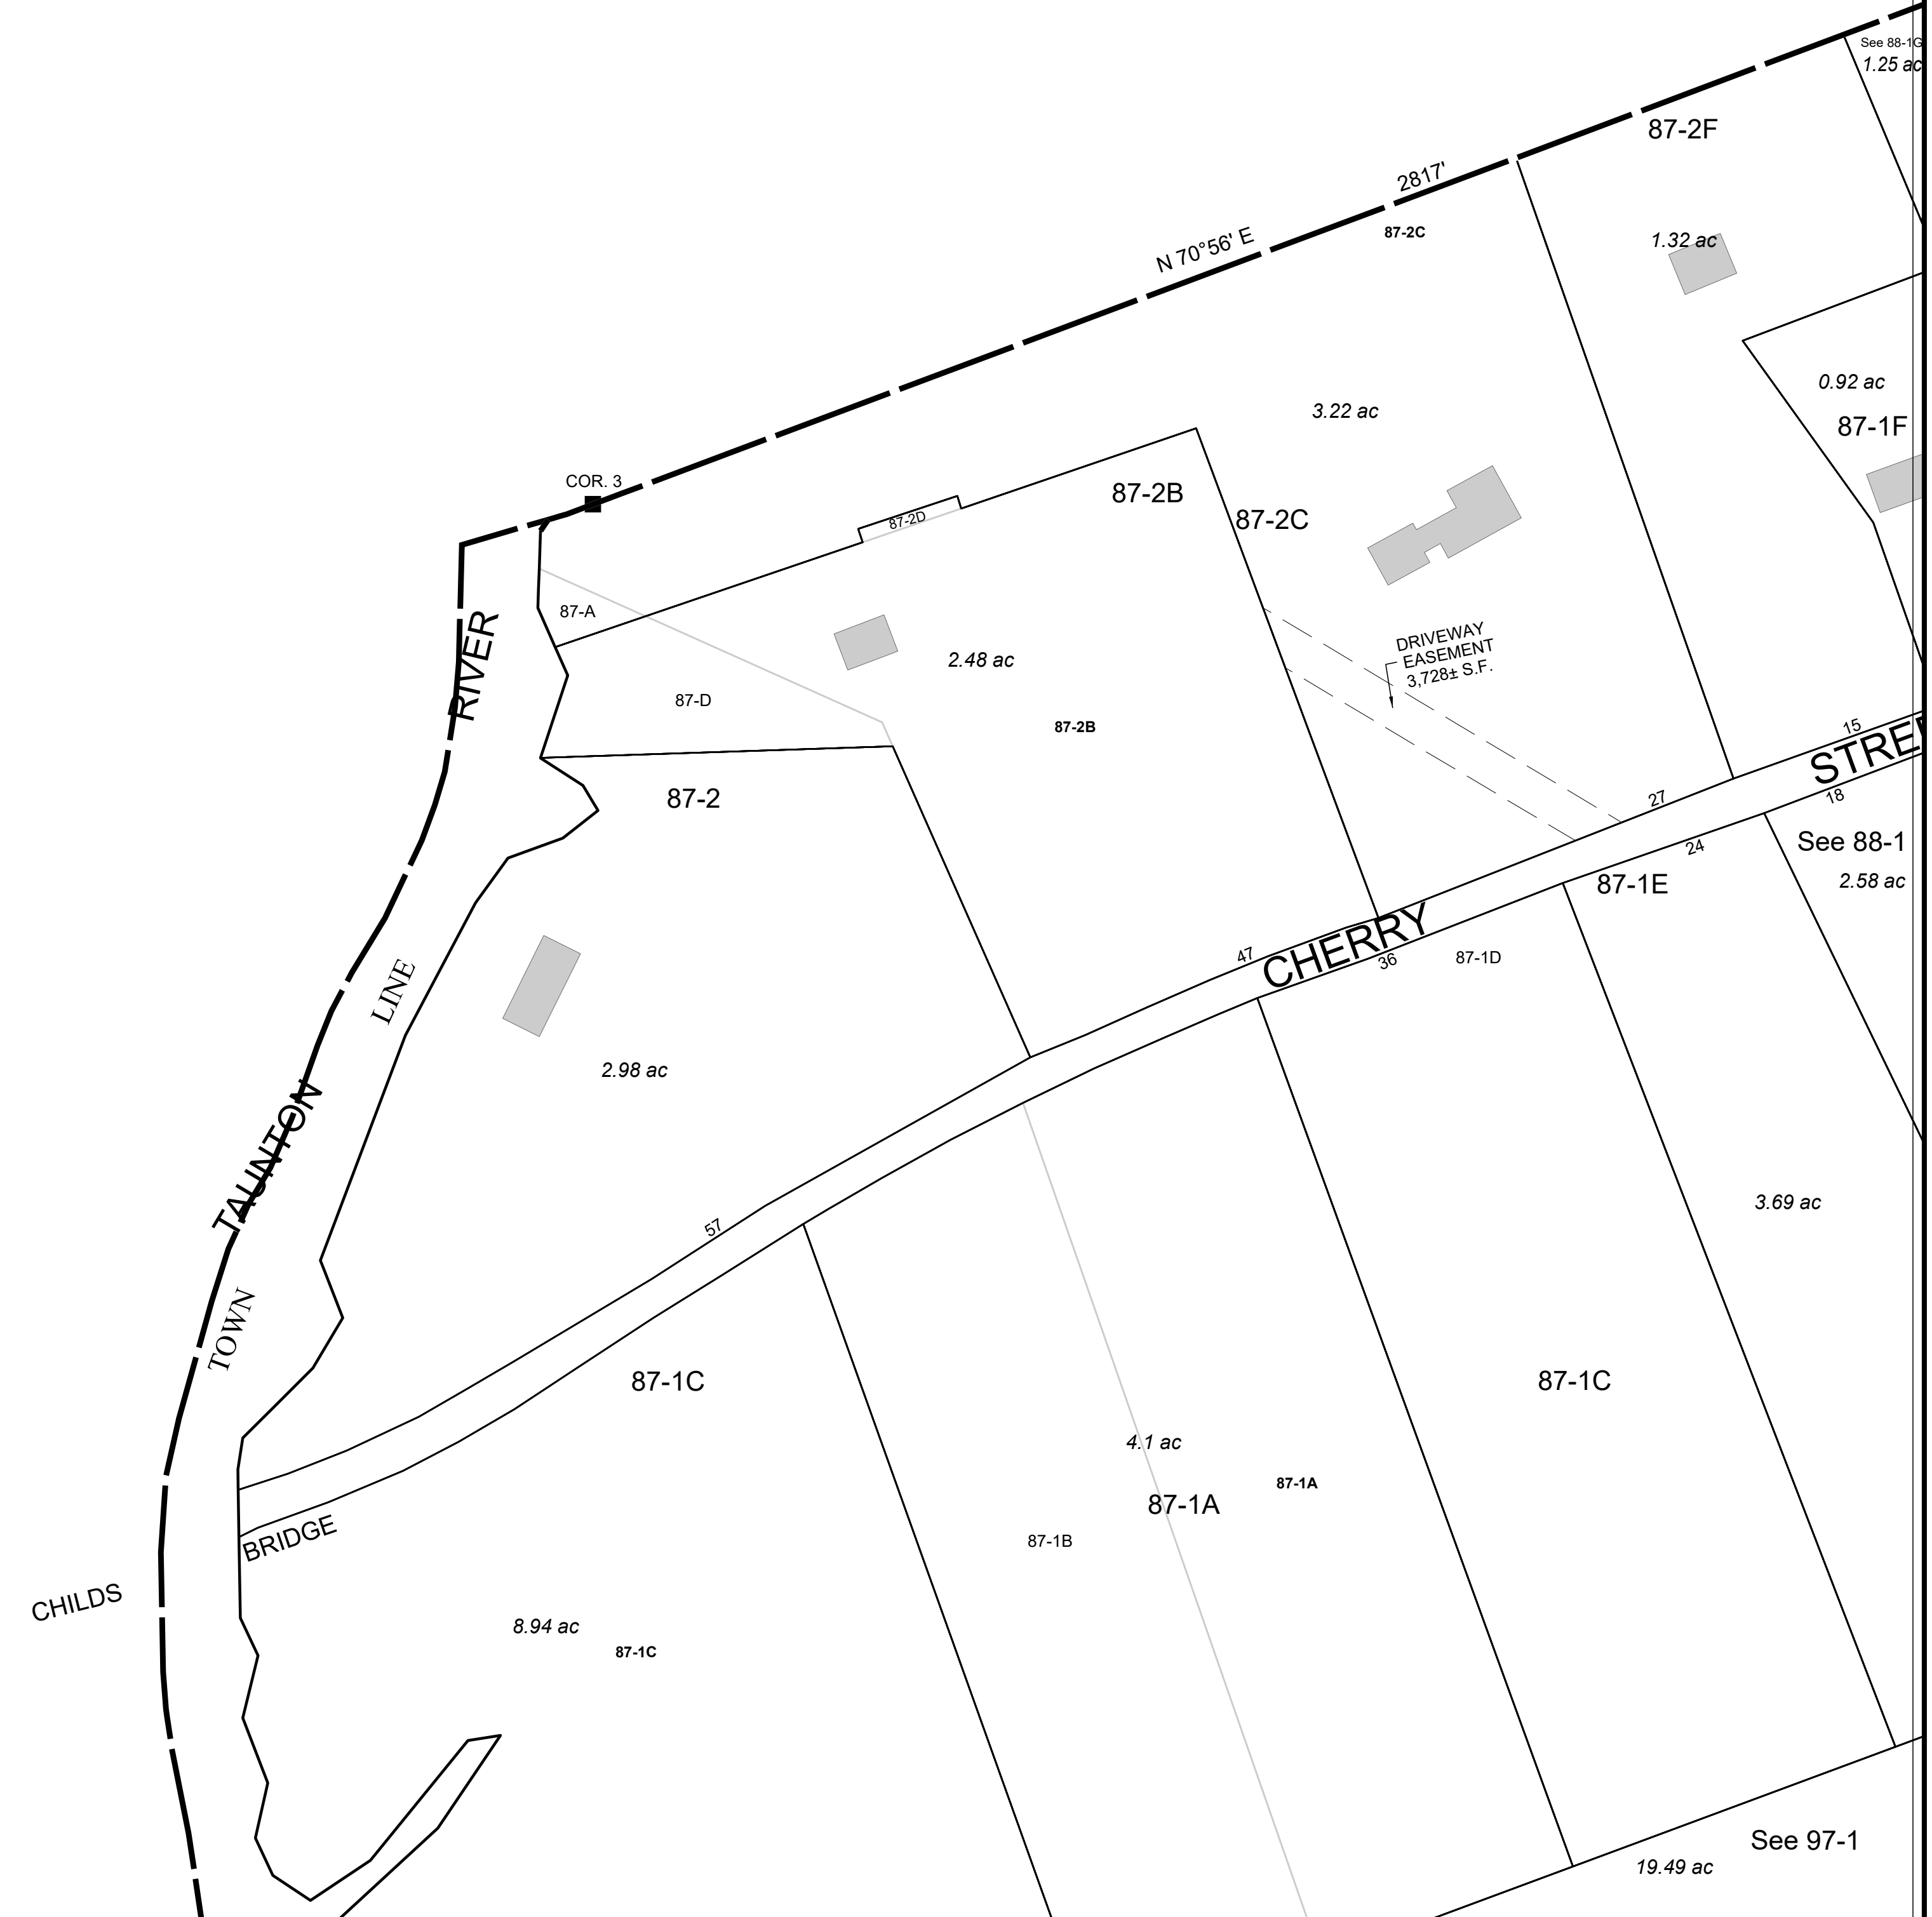 See 88-1G
1.25 ac
87-2F
2817'
N 70°56' E
87-2C
1.32 ac
3.22 ac
0.92 ac
87-1F
COR. 3
87-2B
87-2D
87-2C
87-A
RIVER
2.48 ac
DRIVEWAY
EASEMENT
3,728± S.F.
87-D
87-2B
15
STREE
87-2
27
18
See 88-1
24
2.58 ac
87-1E
47
CHERRY
36
87-1D
LINE
2.98 ac
TAUNTON
57
3.69 ac
TOWN
87-1C
87-1C
4.1 ac
87-1A
87-1A
BRIDGE
87-1B
CHILDS
8.94 ac
87-1C
See 97-1
19.49 ac